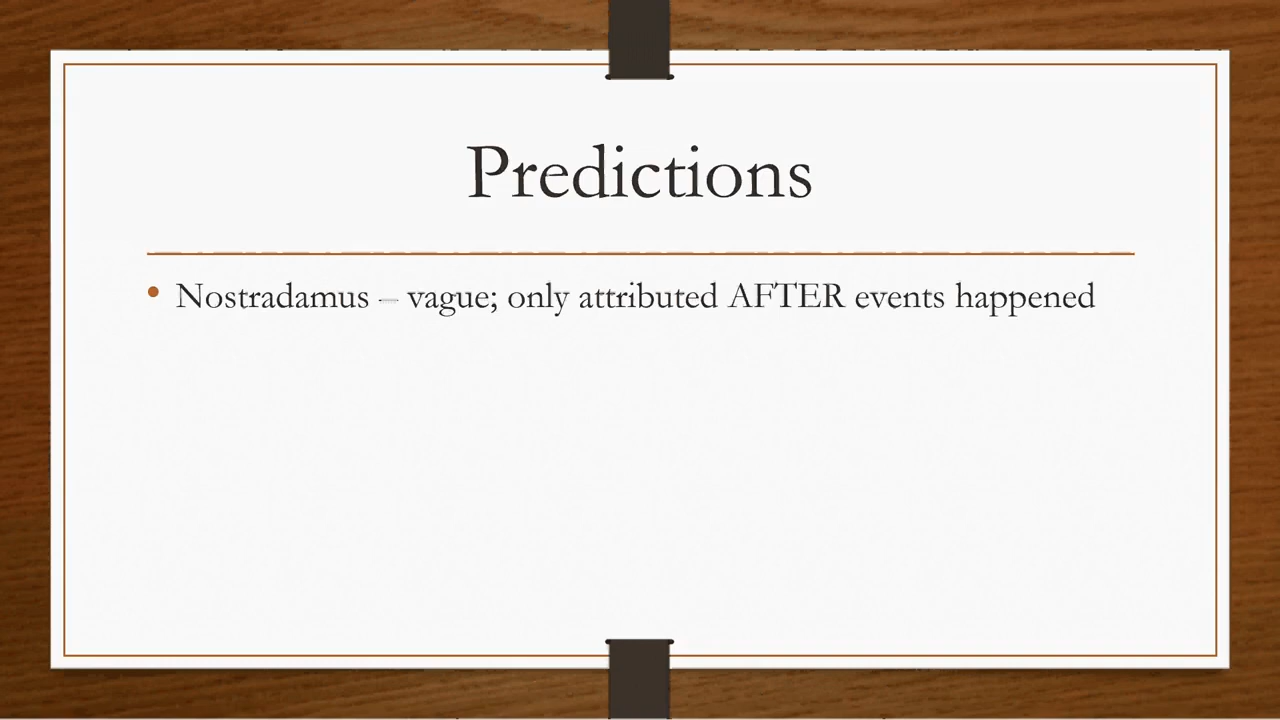 Predictions
• Nostradamus – vague; only attributed AFTER events happened